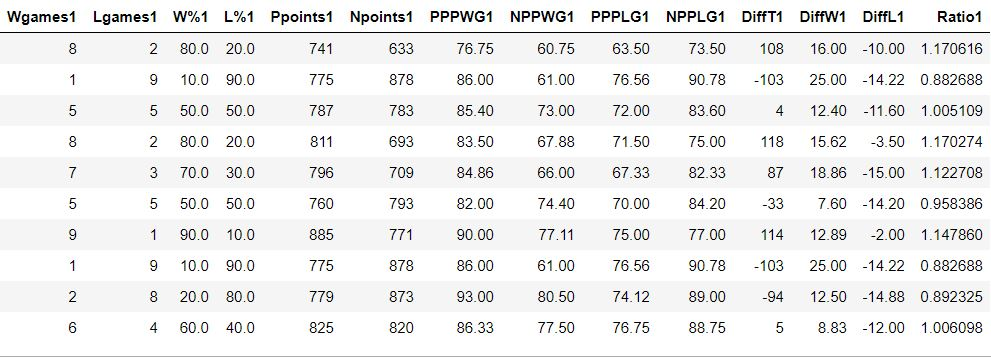 Wgames1 Lgames1 W%1 L%1 Ppoints1 Npoints1 PPPWG1 NPPWG1 PPPLG1 NPPLG1 DiffT1 DiffW1 DiffL1 Ratio1
8 2 80.0 20.0 741 633 76.75 60.75 63.50 73.50 108 16.00 -10.00 1.170616
1 9 10.0 90.0 775 878 86.00 61.00 76.56 90.78 -103 25.00 -14.22 0.882688
5 5 50.0 50.0 787 783 85.40 73.00 72.00 83.60 4 12.40 -11.60 1.005109
8 2 80.0 20.0 811 693 83.50 67.88 71.50 75.00 118 15.62 -3.50 1.170274
7 3 70.0 30.0 796 709 84.86 66.00 67.33 82.33 87 18.86 -15.00 1.122708
5 5 50.0 50.0 760 793 82.00 74.40 70.00 84.20 -33 7.60 -14.20 0.958386
9 1 90.0 10.0 885 771 90.00 77.11 75.00 77.00 114 12.89 -2.00 1.147860
1 9 10.0 90.0 775 878 86.00 61.00 76.56 90.78 -103 25.00 -14.22 0.882688
2 8 20.0 80.0 779 873 93.00 80.50 74.12 89.00 -94 12.50 -14.88 0.892325
6 4 60.0 40.0 825 820 86.33 77.50 76.75 88.75 5 8.83 -12.00 1.006098